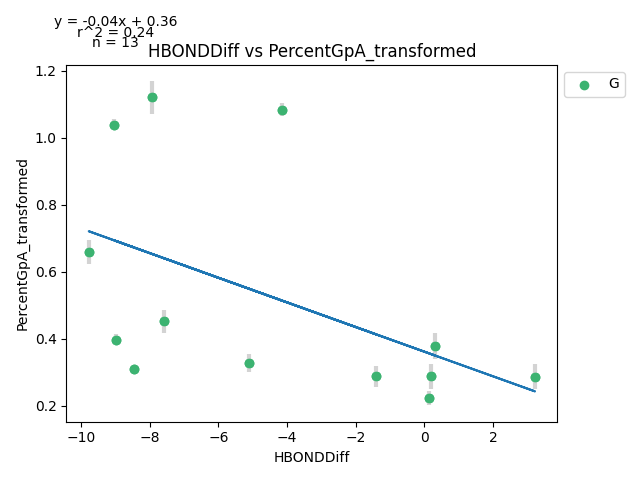 y = -0.04x + 0.36
r^2 = 0.24
n = 13
HBONDDiff vs PercentGpA_transformed
G
PercentGpA_transformed
1.2
1.0
0.8
0.6
0.4
0.2
−10
−8
−6
−4
−2
0
2
HBONDDiff